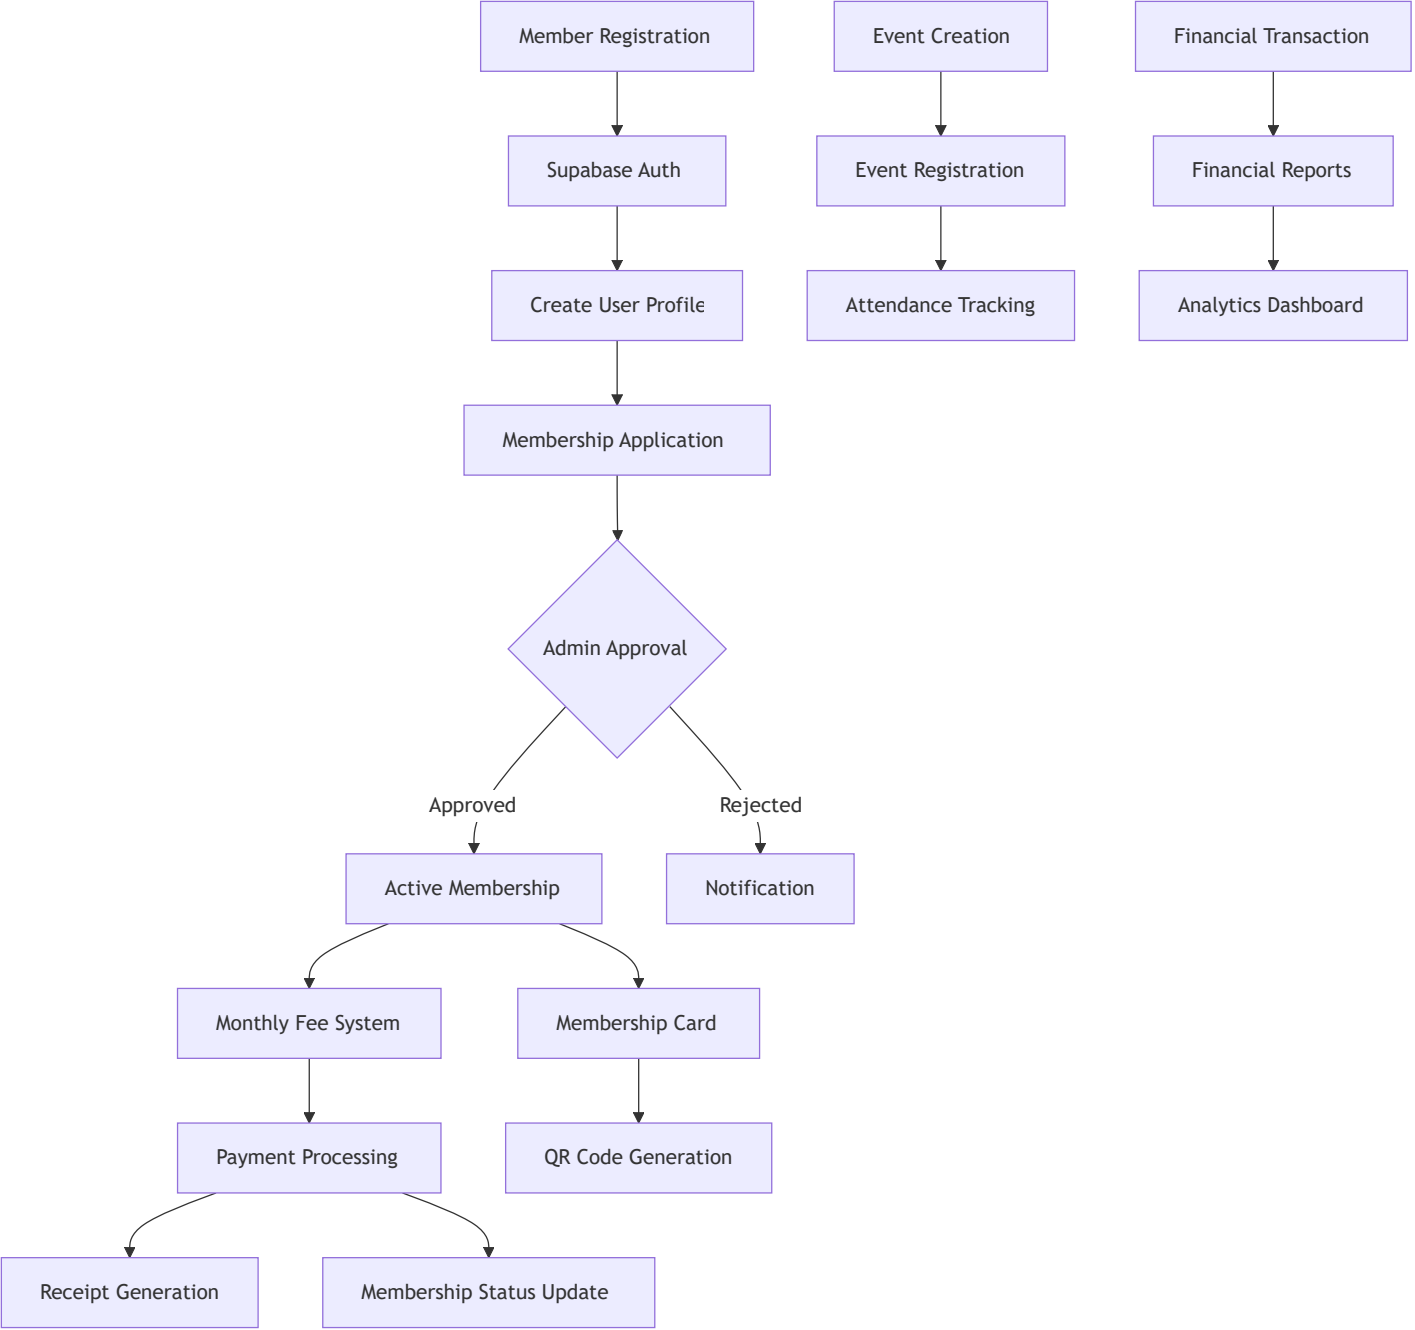 Member Registration
Event Creation
Financial Transaction
Supabase Auth
Event Registration
Financial Reports
Create User Profile
Attendance Tracking
Analytics Dashboard
Membership Application
Admin Approval
Approved
Rejected
Active Membership
Notification
Monthly Fee System
Membership Card
Payment Processing
QR Code Generation
Receipt Generation
Membership Status Update